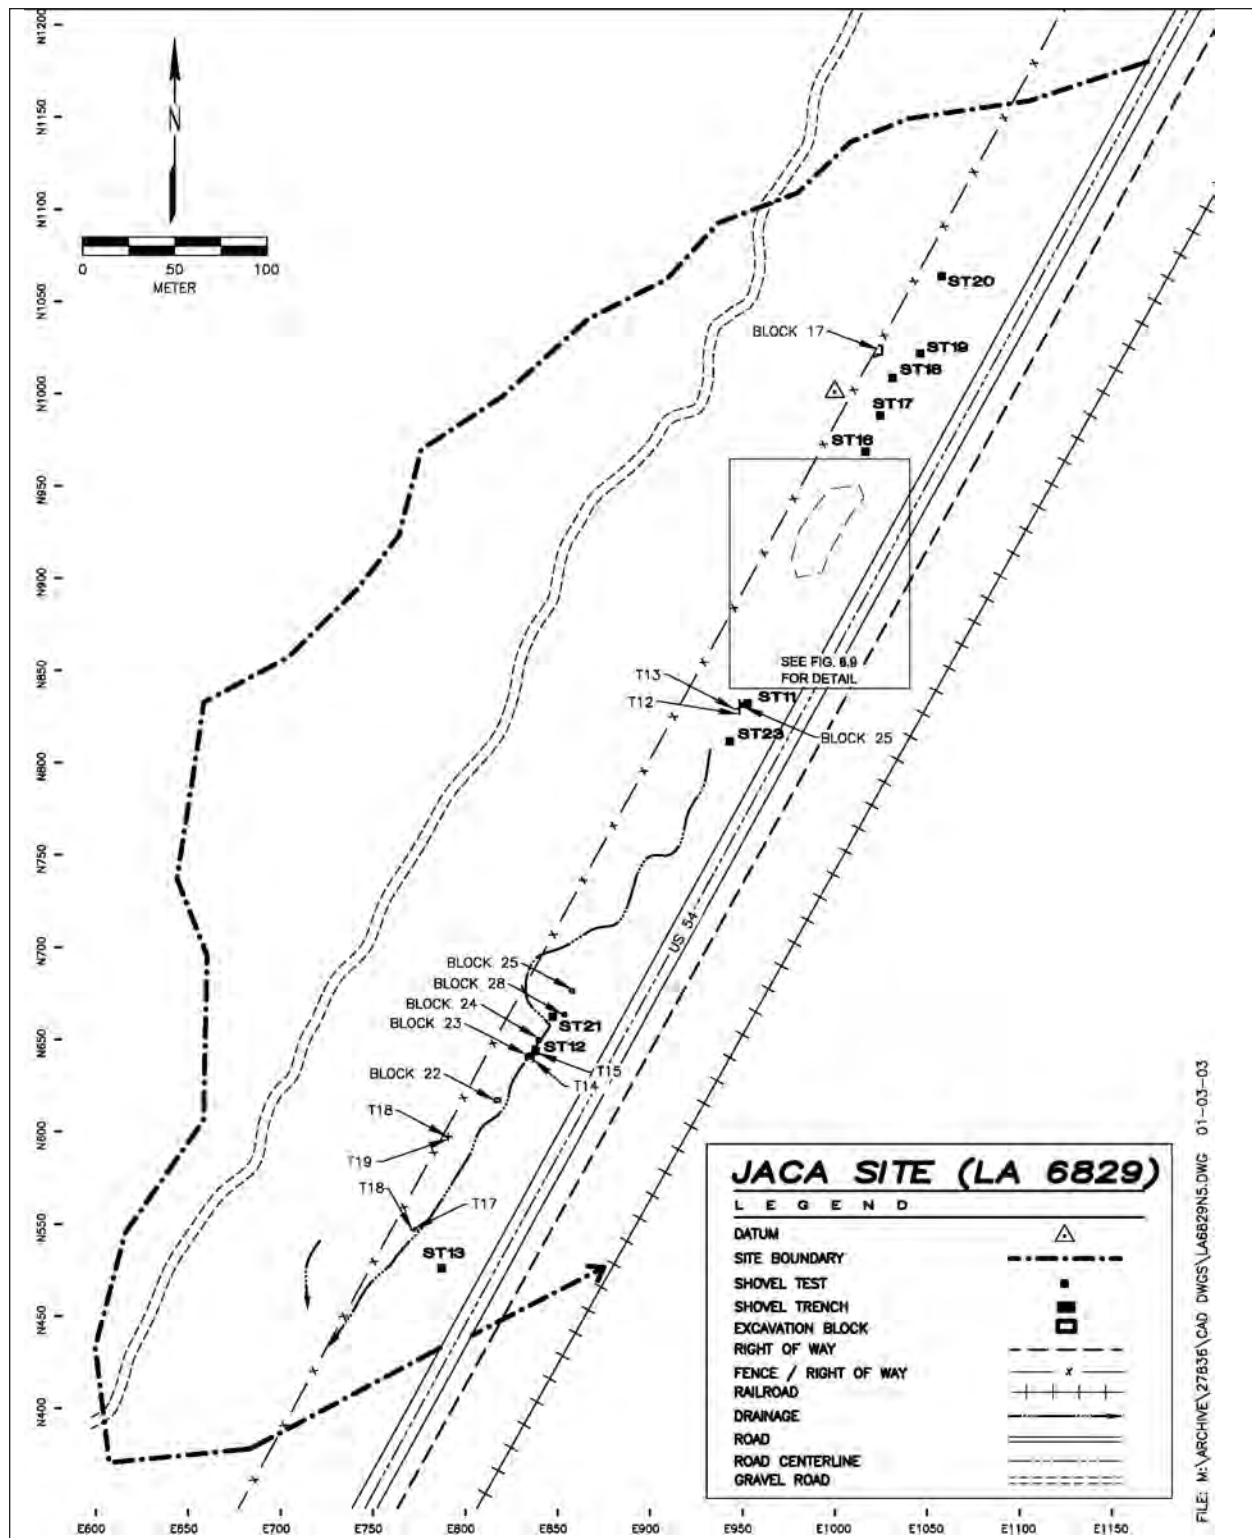 N1200
N1150
N1100
N1050
N1000
N950
N900
N850
N800
N750
N700
N650
N600
N550
N450
N400
N
0 50 100
METER
ST20
BLOCK 17
ST19
ST18
ST17
ST16
SEE FIG. 6.9
FOR DETAIL
T13
T12
ST11
BLOCK 25
ST23
US 54
BLOCK 25
BLOCK 28
BLOCK 24
BLOCK 23
ST21
ST12
T15
T14
BLOCK 22
T18
T19
T18
T17
ST13
JACA SITE (LA 6829)
LEGEND
DATUM
SITE BOUNDARY
SHOVEL TEST
SHOVEL TRENCH
EXCAVATION BLOCK
RIGHT OF WAY
FENCE / RIGHT OF WAY
RAILROAD
DRAINAGE
ROAD
ROAD CENTERLINE
GRAVEL ROAD
FILE: M:\ARCHIVE\27836\CAD DWGS\LA6829N5.DWG 01-03-03
E600 E650 E700 E750 E800 E850 E900 E950 E1000 E1050 E1100 E1150